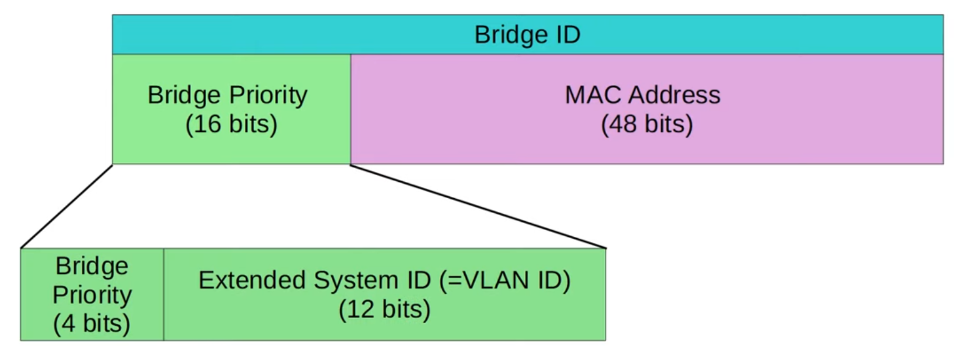 Bridge ID
Bridge Priority
(16 bits)
MAC Address
(48 bits)
Bridge
Priority
(4 bits)
Extended System ID (=VLAN ID)
(12 bits)